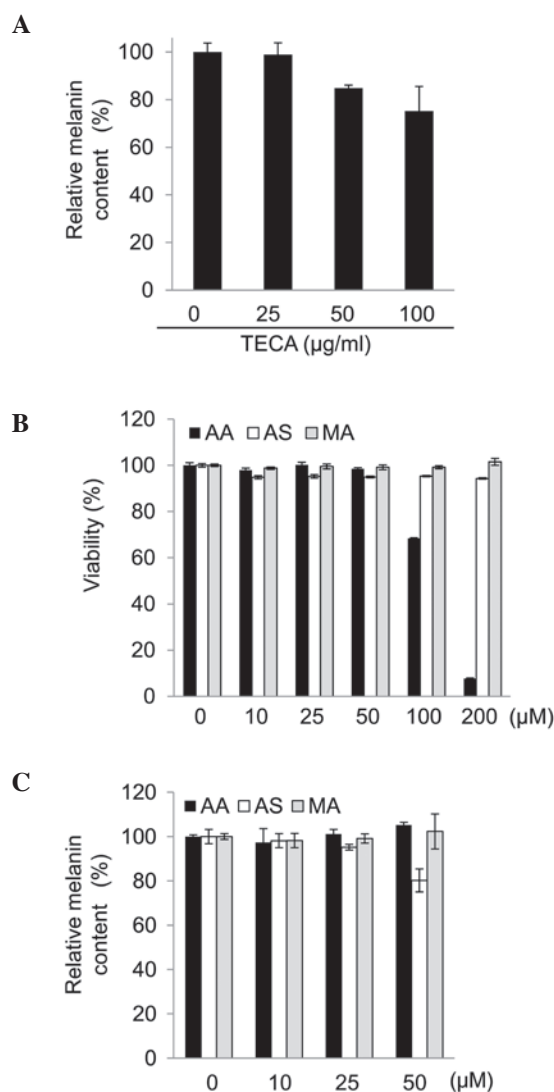 A
Relative melanin
content (%)
100
80
60
40
20
0
0 25 50 100
TECA (µg/ml)
B
AA AS MA
Viability (%)
120
100
80
60
40
20
0
0 10 25 50 100 200 (µM)
C
AA AS MA
Relative melanin
content (%)
120
100
80
60
40
20
0
0 10 25 50 (µM)